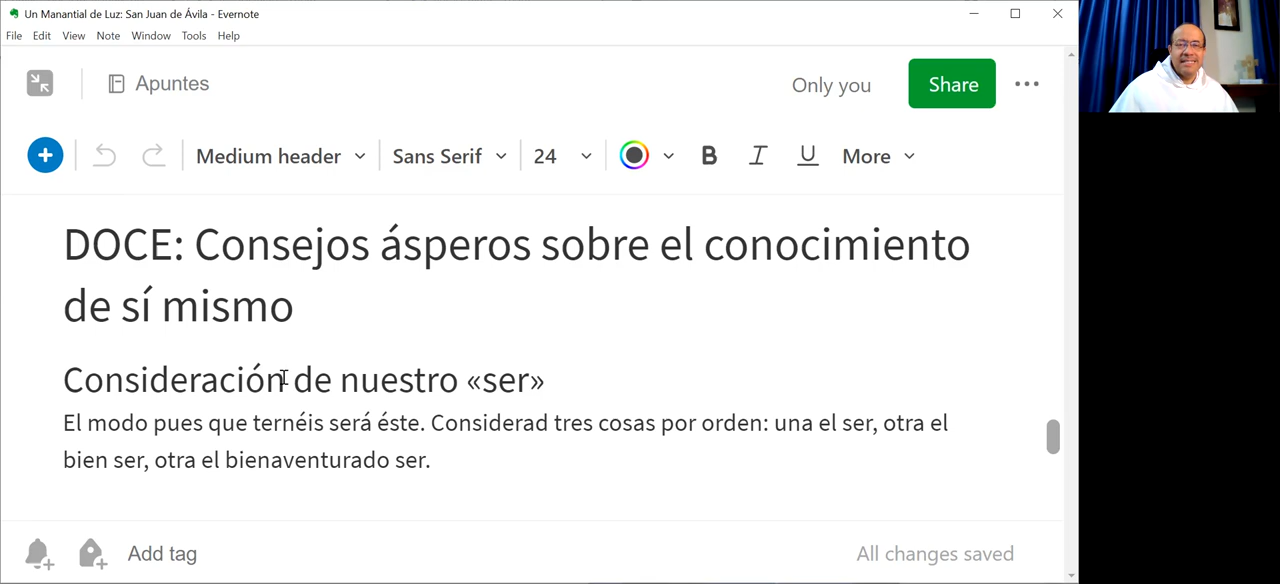 Un Manantial de Luz: San Juan de Ávila - Evernote
File Edit View Note Window Tools Help
Apuntes
Only you
Share
Medium header
Sans Serif
24
B I U
More
DOCE: Consejos ásperos sobre el conocimiento
de sí mismo
Consideración de nuestro «ser»
El modo pues que ternéis será éste. Considerad tres cosas por orden: una el ser, otra el
bien ser, otra el bienaventurado ser.
Add tag
All changes saved